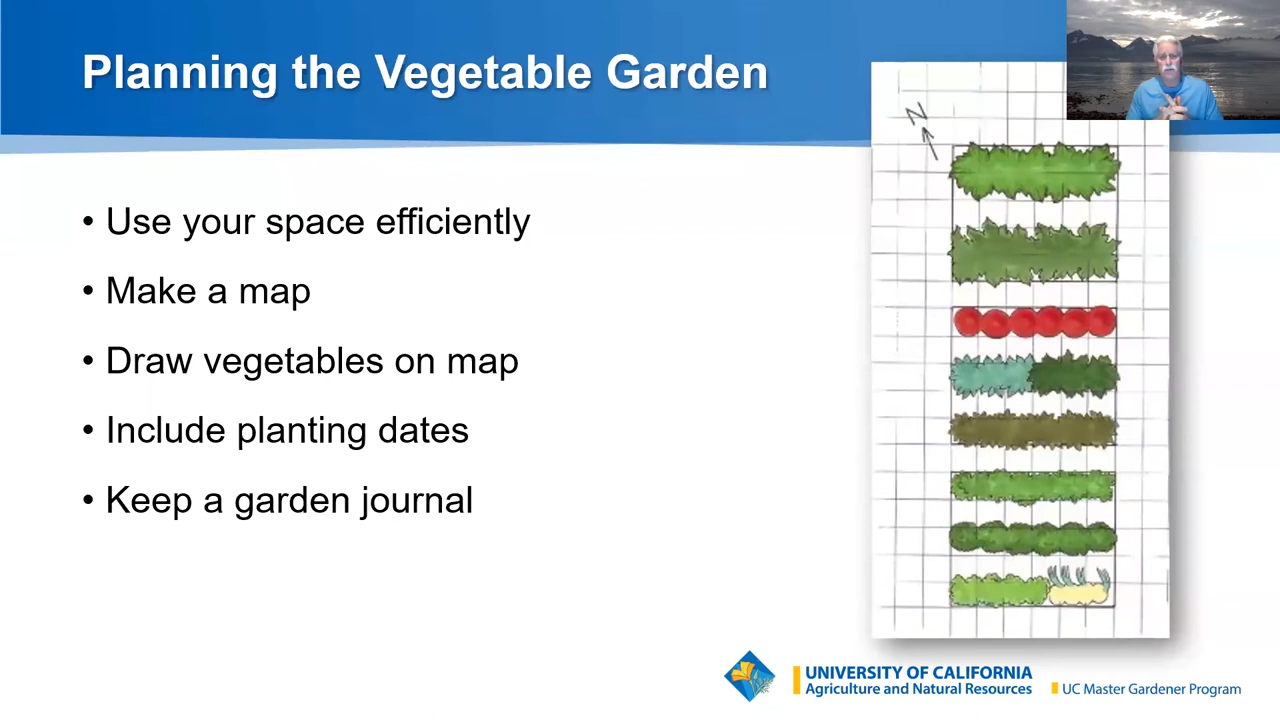 Planning the Vegetable Garden
N
• Use your space efficiently
• Make a map
• Draw vegetables on map
• Include planting dates
• Keep a garden journal
UNIVERSITY OF CALIFORNIA
Agriculture and Natural Resources
UC Master Gardener Program